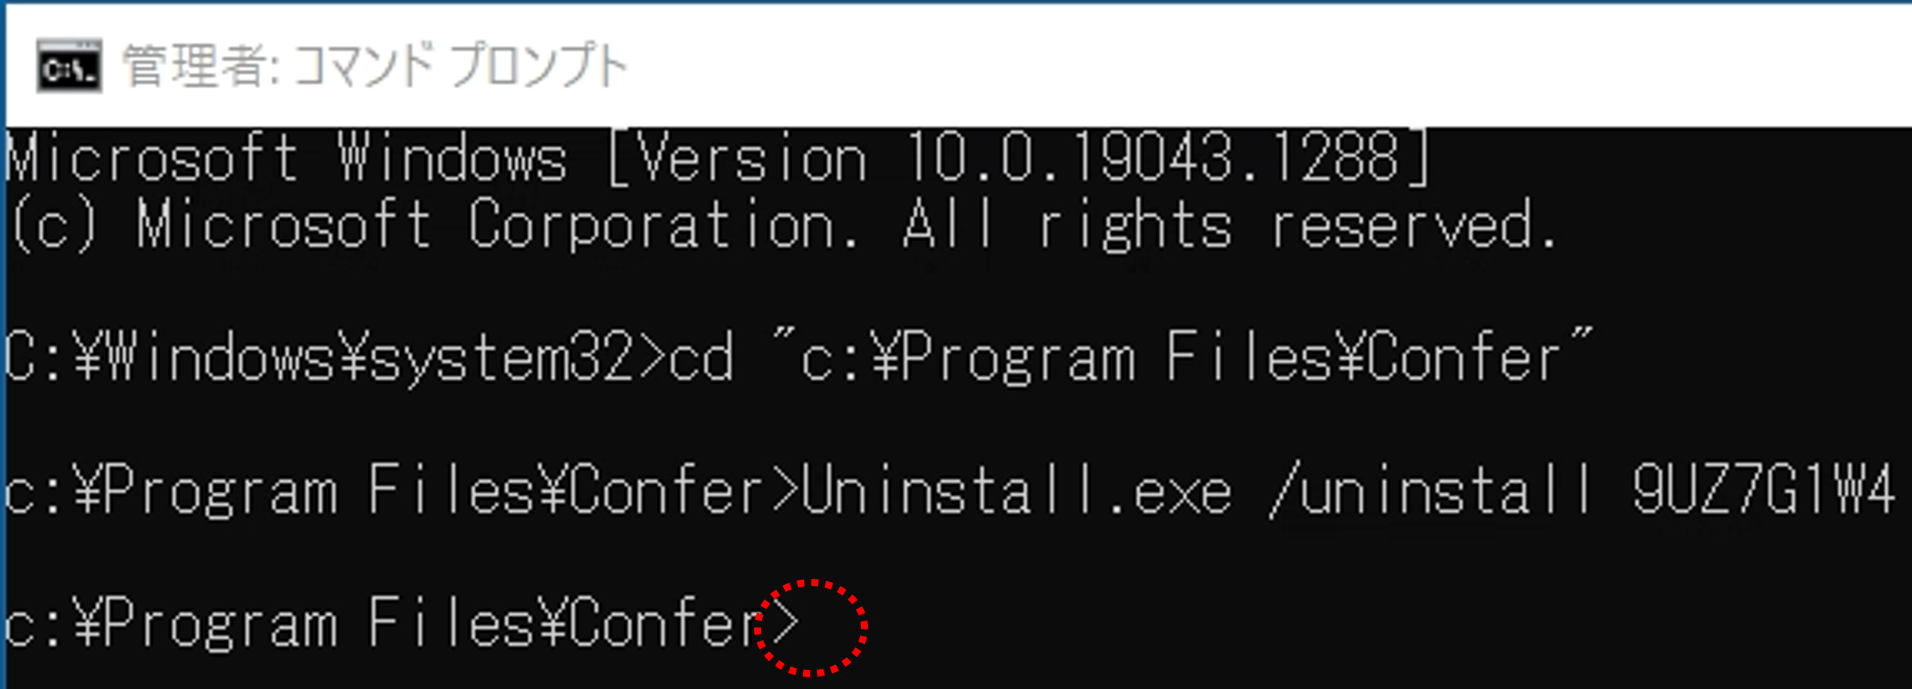 管理者: コマンド プロンプト
Microsoft Windows [Version 10.0.19043.1288]
(c) Microsoft Corporation. All rights reserved.
C:¥Windows¥system32>cd "c:¥Program Files¥Confer"
c:¥Program Files¥Confer>Uninstall.exe /uninstall 9UZ7G1W4
c:¥Program Files¥Confer>